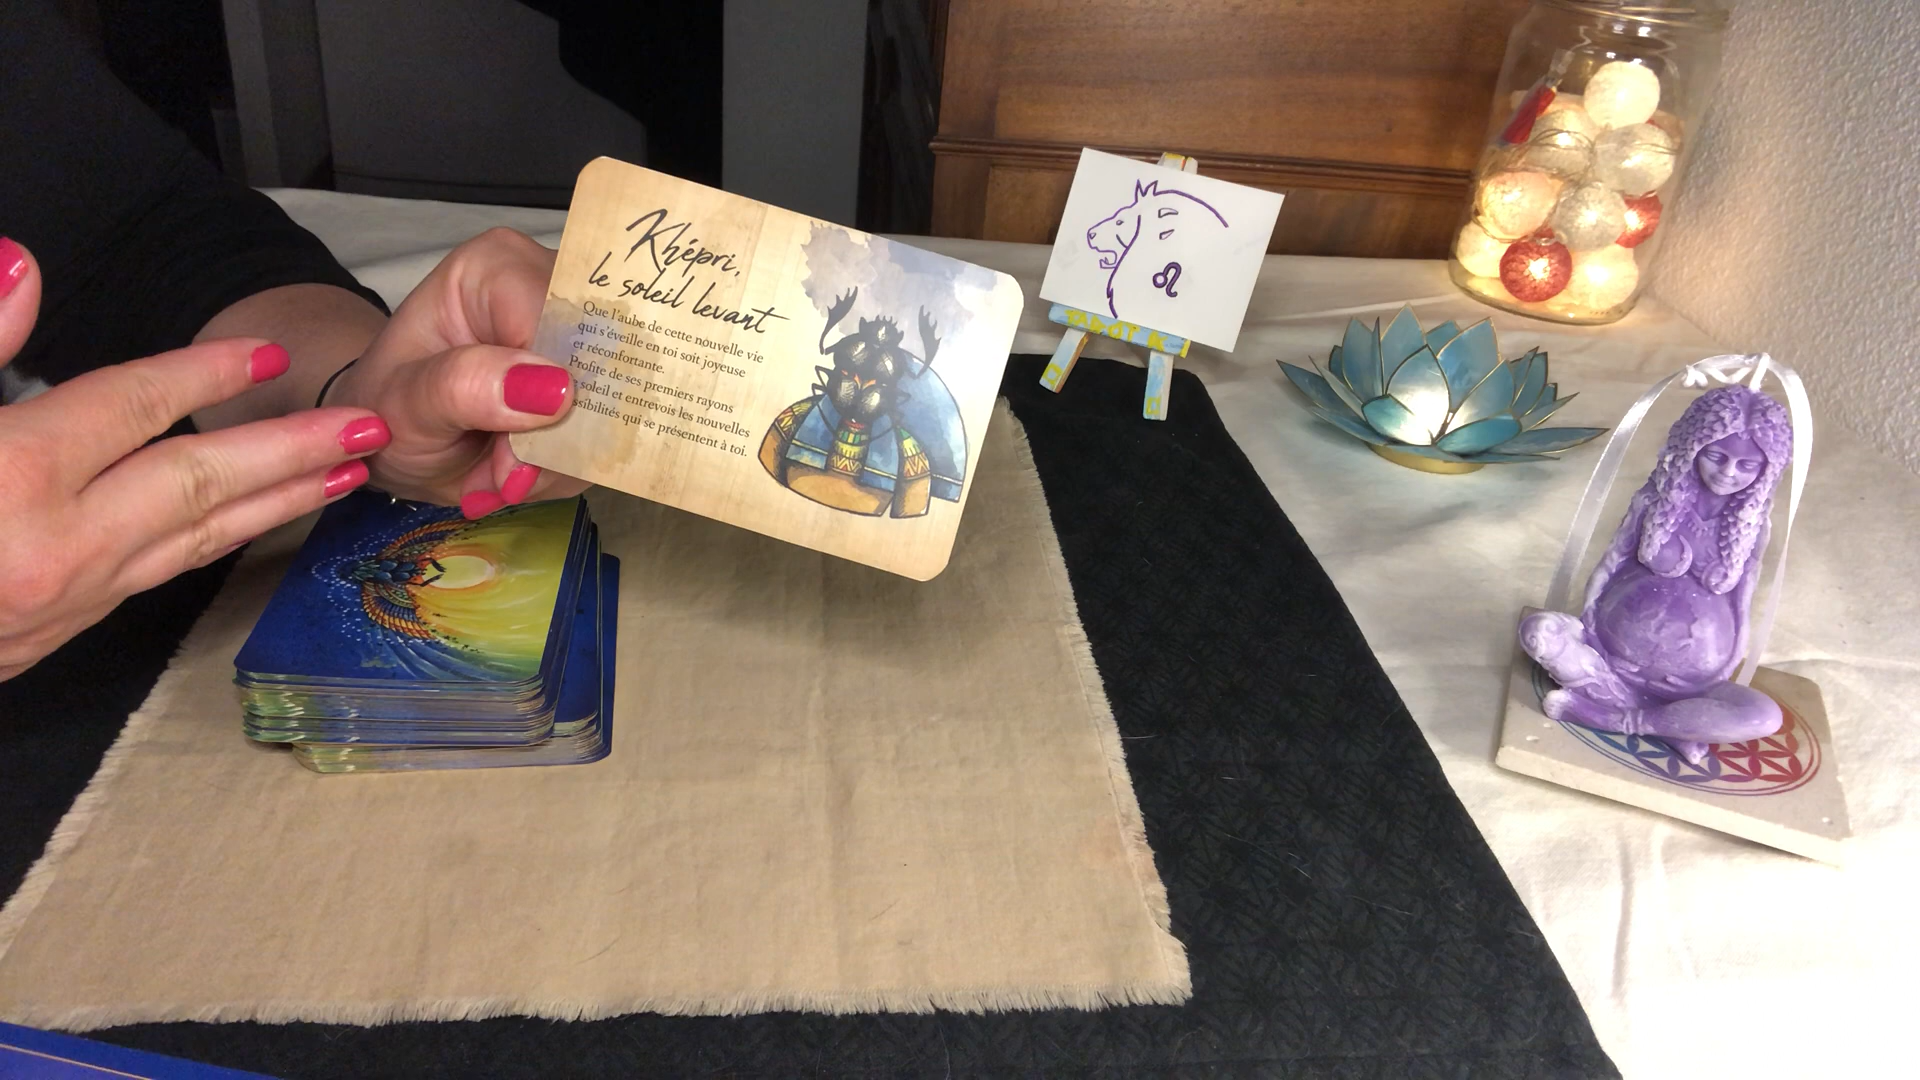 Khépri,
le soleil levant
Que l'aube de cette nouvelle vie
qui s'éveille en toi soit joyeuse
et réconfortante.
Profite de ses premiers rayons
soleil et entrevois les nouvelles
ssibilités qui se présentent à toi.
♌